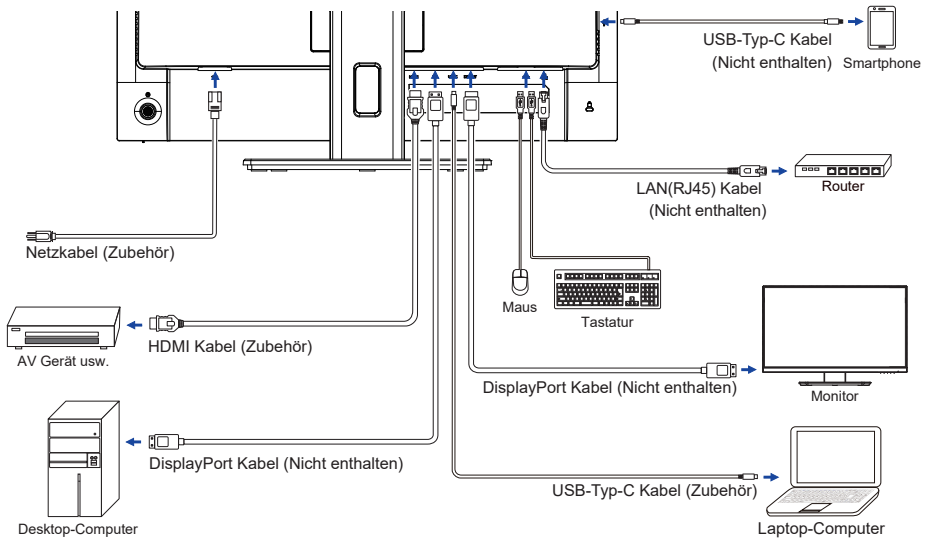 USB-Typ-C Kabel
(Nicht enthalten)
Smartphone
LAN(RJ45) Kabel
(Nicht enthalten)
Router
Netzkabel (Zubehör)
Maus
Tastatur
AV Gerät usw.
HDMI Kabel (Zubehör)
DisplayPort Kabel (Nicht enthalten)
Monitor
DisplayPort Kabel (Nicht enthalten)
USB-Typ-C Kabel (Zubehör)
Desktop-Computer
Laptop-Computer